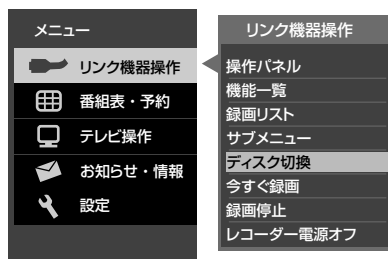 メニュー
リンク機器操作
番組表・予約
テレビ操作
お知らせ・情報
設定
リンク機器操作
操作パネル
機能一覧
録画リスト
サブメニュー
ディスク切換
今すぐ録画
録画停止
レコーダー電源オフ